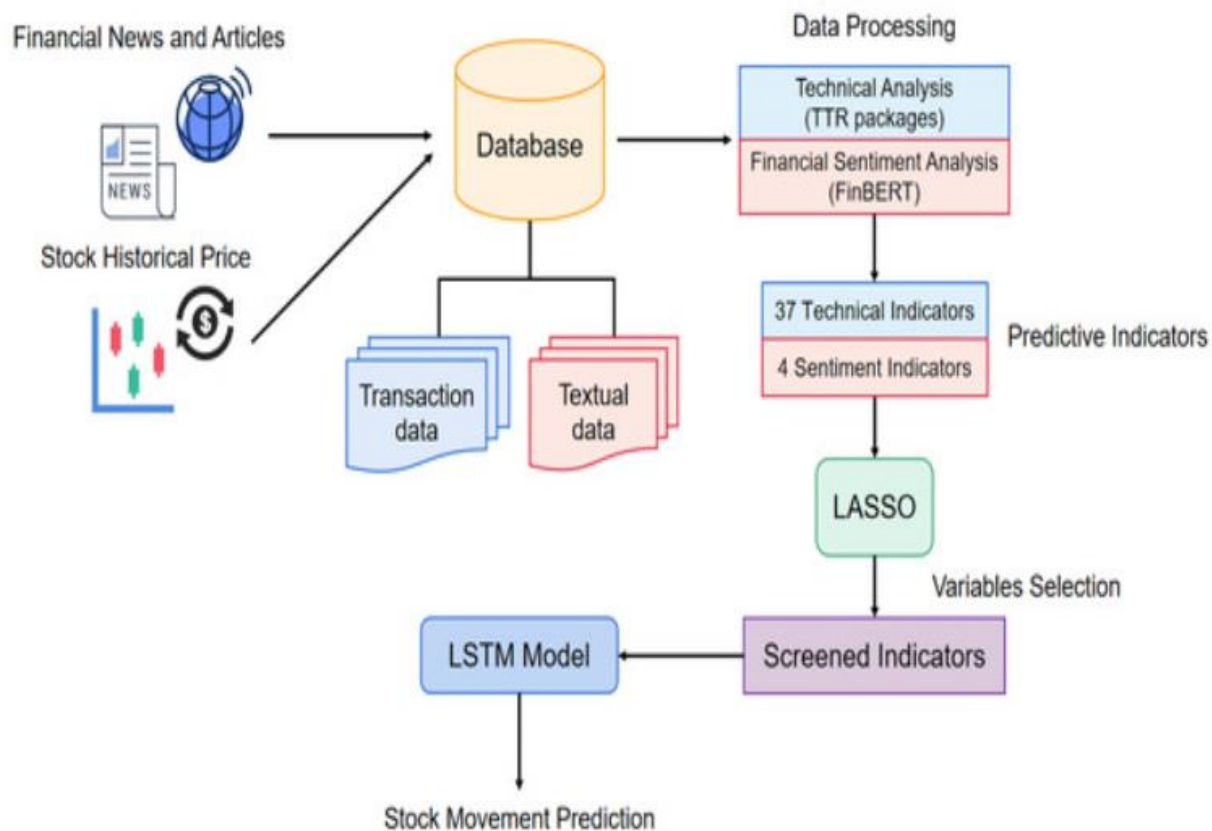 Financial News and Articles
NEWS
Stock Historical Price
$
Database
Transaction
data
Textual
data
Data Processing
Technical Analysis
(TTR packages)
Financial Sentiment Analysis
(FinBERT)
37 Technical Indicators
4 Sentiment Indicators
Predictive Indicators
LASSO
Variables Selection
Screened Indicators
LSTM Model
Stock Movement Prediction